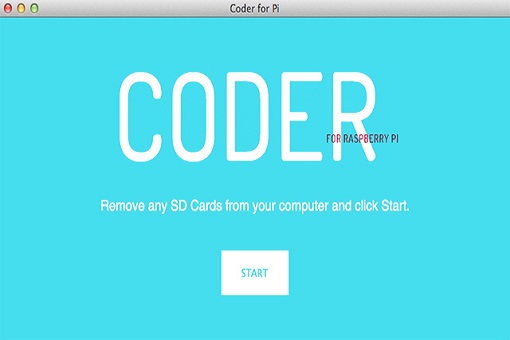 Coder for Pi
CODER
FOR RASPBERRY PI
Remove any SD Cards from your computer and click Start.
START